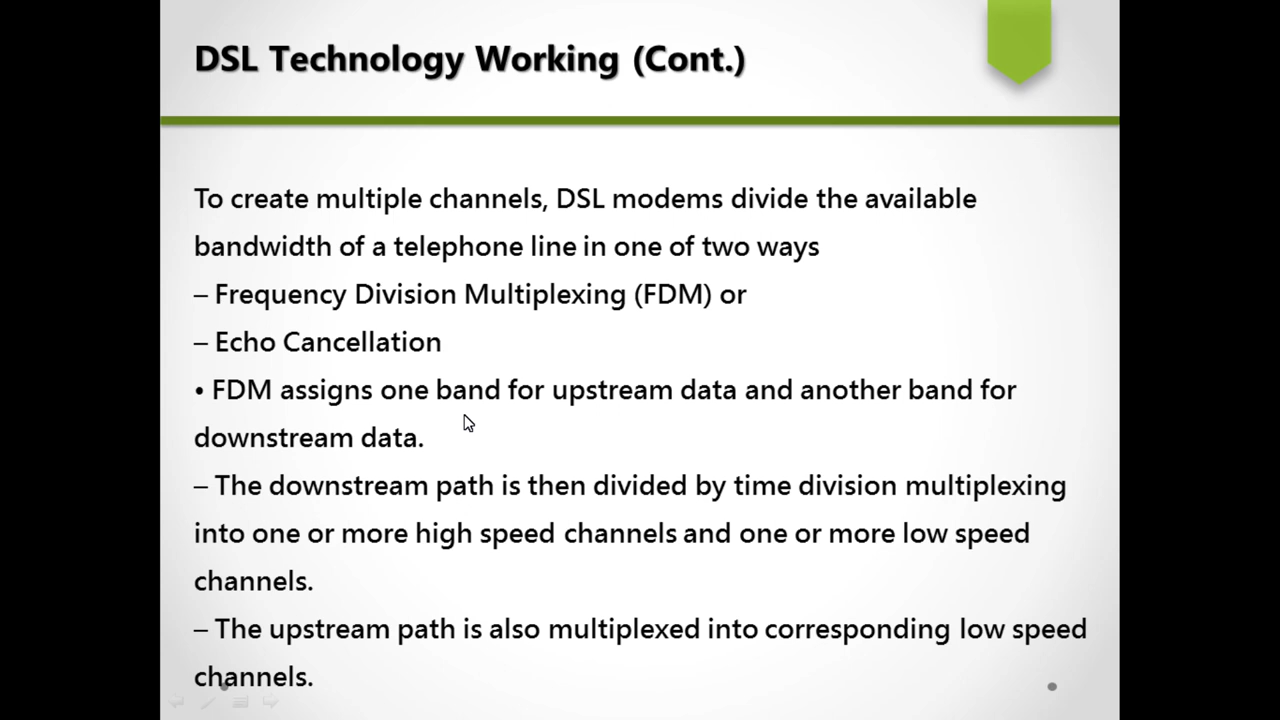 DSL Technology Working (Cont.)
To create multiple channels, DSL modems divide the available
bandwidth of a telephone line in one of two ways
– Frequency Division Multiplexing (FDM) or
– Echo Cancellation
• FDM assigns one band for upstream data and another band for
downstream data.
– The downstream path is then divided by time division multiplexing
into one or more high speed channels and one or more low speed
channels.
– The upstream path is also multiplexed into corresponding low speed
channels.